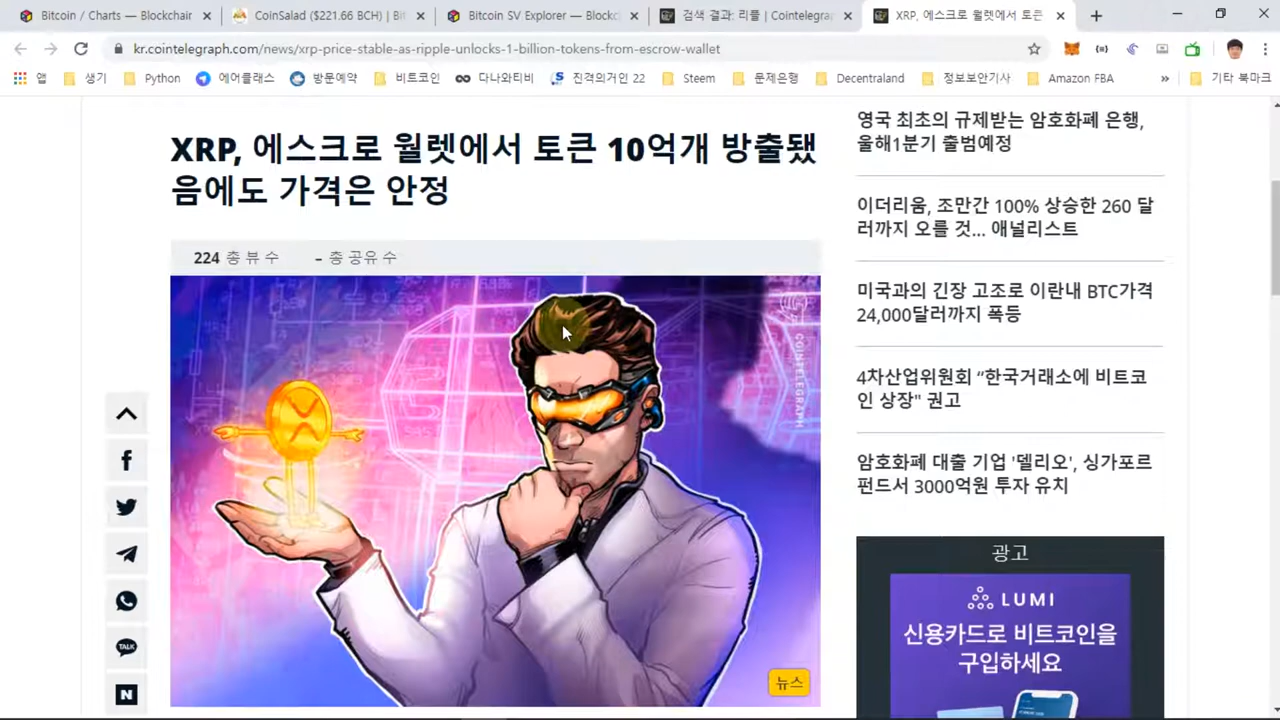 Bitcoin / Charts — Blockchair
CoinSalad ($221.66 BCH) | Bit
Bitcoin SV Explorer — Blockc
검색 결과: 리플 | Cointelegra
XRP, 에스크로 월렛에서 토큰
kr.cointelegraph.com/news/xrp-price-stable-as-ripple-unlocks-1-billion-tokens-from-escrow-wallet
앱
생기
Python
에어클래스
방문예약
비트코인
다나와티비
진격의거인 22
Steem
문제은행
Decentraland
정보보안기사
Amazon FBA
»
기타 북마크
XRP, 에스크로 월렛에서 토큰 10억개 방출됐
음에도 가격은 안정
224 총 뷰 수
– 총 공유 수
COINTELEGRAPH
뉴스
TALK
N
영국 최초의 규제받는 암호화폐 은행,
올해1분기 출범예정
이더리움, 조만간 100% 상승한 260 달
러까지 오를 것... 애널리스트
미국과의 긴장 고조로 이란내 BTC가격
24,000달러까지 폭등
4차산업위원회 “한국거래소에 비트코
인 상장" 권고
암호화폐 대출 기업 '델리오', 싱가포르
펀드서 3000억원 투자 유치
광고
LUMI
신용카드로 비트코인을
구입하세요